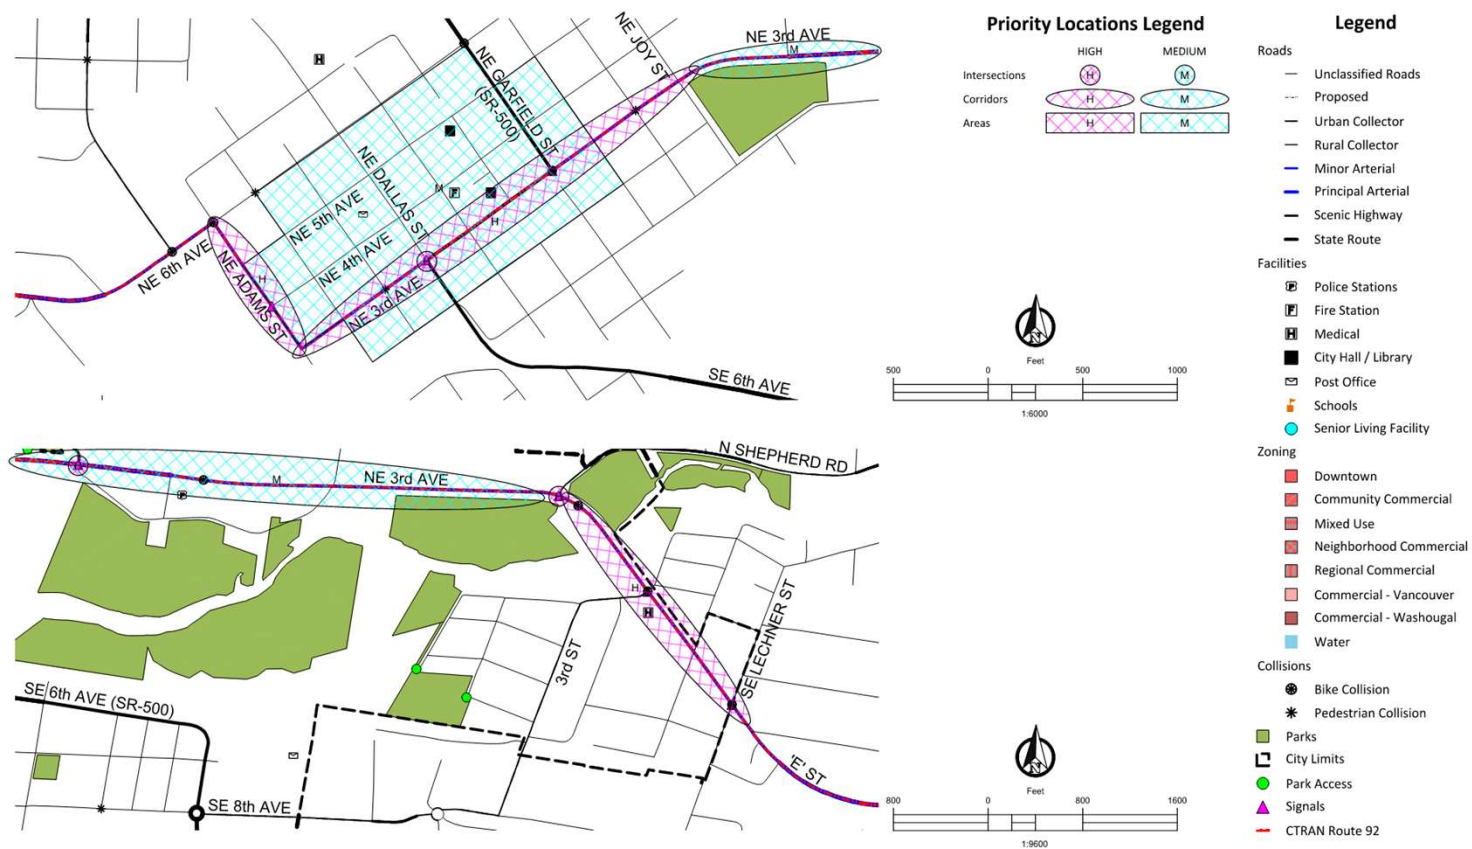 NE 3rd AVE
M
NE JOY ST
NE GARFIELD ST
(SR-500)
H
NE DALLAS ST
M
F
NE 5th AVE
H
NE 4th AVE
NE 6th AVE
H
NE ADAMS ST
NE 3rd AVE
SE 6th AVE
N SHEPHERD RD
NE 3rd AVE
M
P
H
H
SE LECHNER ST
3rd ST
SE 6th AVE (SR-500)
'E' ST
SE 8th AVE
Priority Locations Legend
HIGH MEDIUM
Intersections H M
Corridors H M
Areas H M
N
Feet
500 0 500 1000
1:6000
N
Feet
800 0 800 1600
1:9600
Legend
Roads
Unclassified Roads
Proposed
Urban Collector
Rural Collector
Minor Arterial
Principal Arterial
Scenic Highway
State Route
Facilities
P Police Stations
F Fire Station
H Medical
City Hall / Library
Post Office
Schools
Senior Living Facility
Zoning
Downtown
Community Commercial
Mixed Use
Neighborhood Commercial
Regional Commercial
Commercial - Vancouver
Commercial - Washougal
Water
Collisions
Bike Collision
Pedestrian Collision
Parks
City Limits
Park Access
Signals
CTRAN Route 92